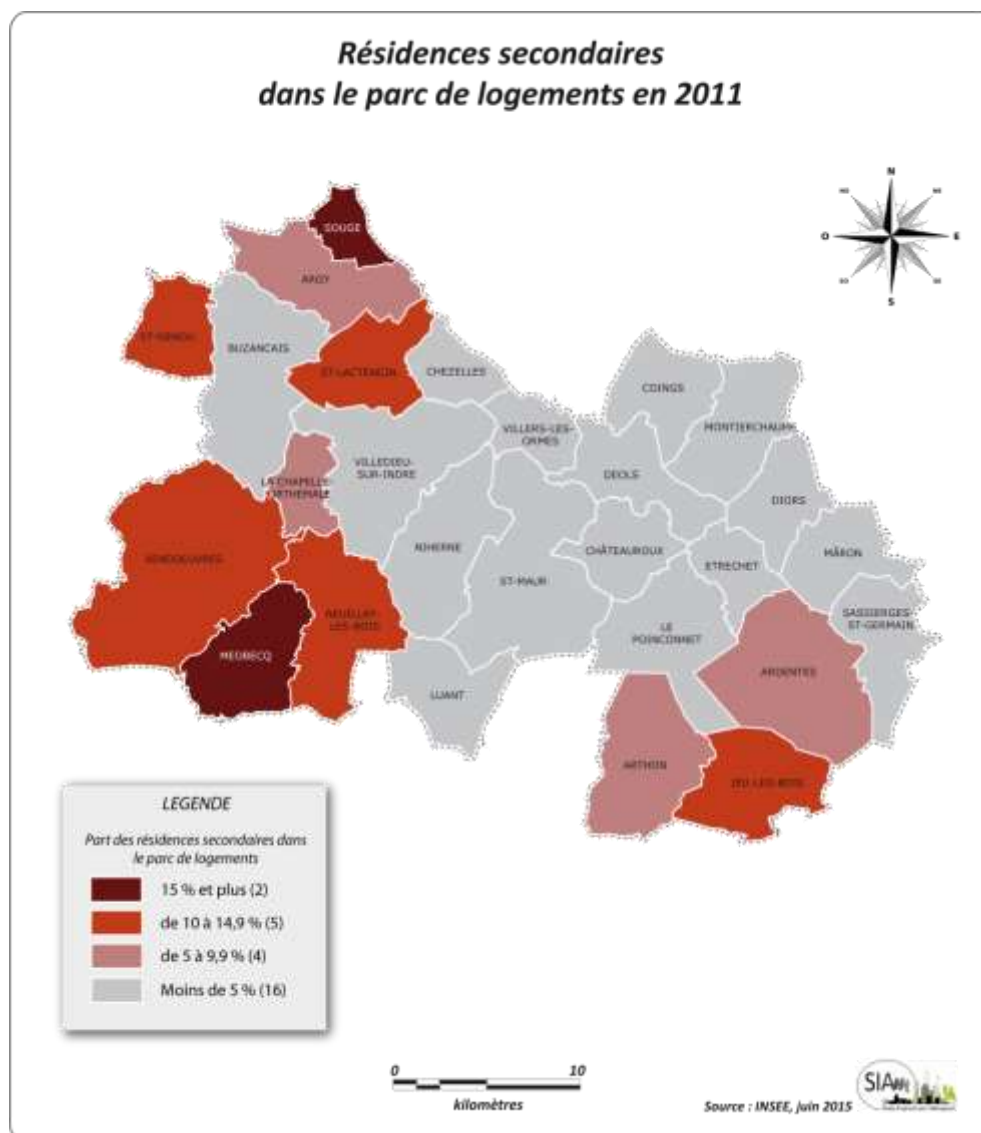 Résidences secondaires
dans le parc de logements en 2011
N
NO
NE
O
E
SO
SE
S
SOUGE
ARGY
ST-GENOU
BUZANCAIS
ST-LACTENCIN
CHEZELLES
COINGS
VILLERS-LES-
ORMES
MONTIERCHAUME
VILLEDIEU-
SUR-INDRE
DEOLS
LA CHAPELLE-
ORTHEMALE
DIORS
NIHERNE
CHÂTEAUROUX
MÂRON
VENDOEUVRES
ST-MAUR
ETRECHET
NEUILLAY-
LES-BOIS
SASSIERGES-
ST-GERMAIN
LE
POINCONNET
MEOBECQ
ARDENTES
LUANT
ARTHON
JEU-LES-BOIS
LEGENDE
Part des résidences secondaires dans
le parc de logements
15 % et plus (2)
de 10 à 14,9 % (5)
de 5 à 9,9 % (4)
Moins de 5 % (16)
0 10
kilomètres
Source : INSEE, juin 2015